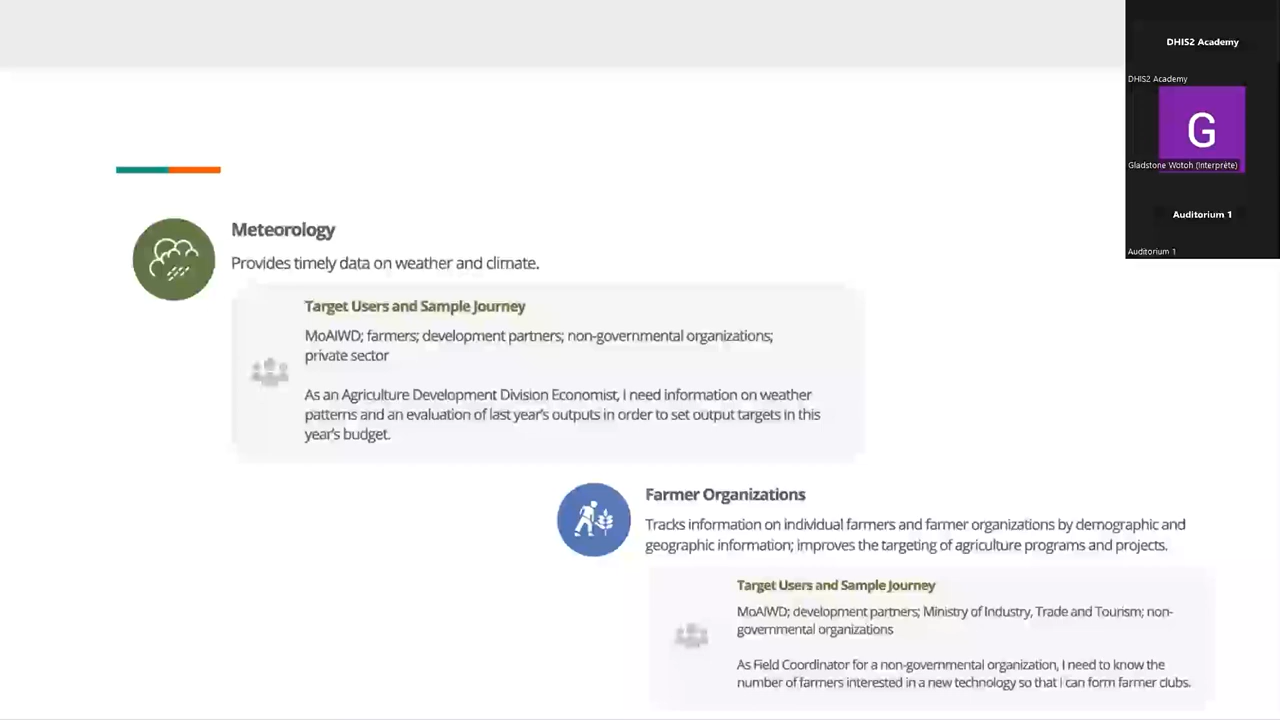 DHIS2 Academy
DHIS2 Academy
G
Gladstone Wotoh (Interprète)
Auditorium 1
Auditorium 1
Meteorology
Provides timely data on weather and climate.
Target Users and Sample Journey
MoAIWD; farmers; development partners; non-governmental organizations;
private sector
As an Agriculture Development Division Economist, I need information on weather
patterns and an evaluation of last year's outputs in order to set output targets in this
year's budget.
Farmer Organizations
Tracks information on individual farmers and farmer organizations by demographic and
geographic information; improves the targeting of agriculture programs and projects.
Target Users and Sample Journey
MoAIWD; development partners; Ministry of Industry, Trade and Tourism; non-
governmental organizations
As Field Coordinator for a non-governmental organization, I need to know the
number of farmers interested in a new technology so that I can form farmer clubs.